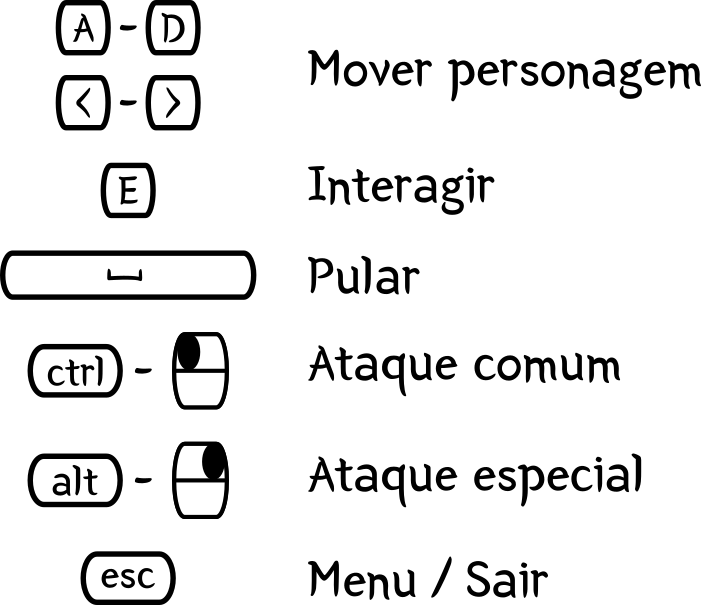 A - D
< - >
Mover personagem
E Interagir
Pular
ctrl - Ataque comum
alt - Ataque especial
esc Menu / Sair